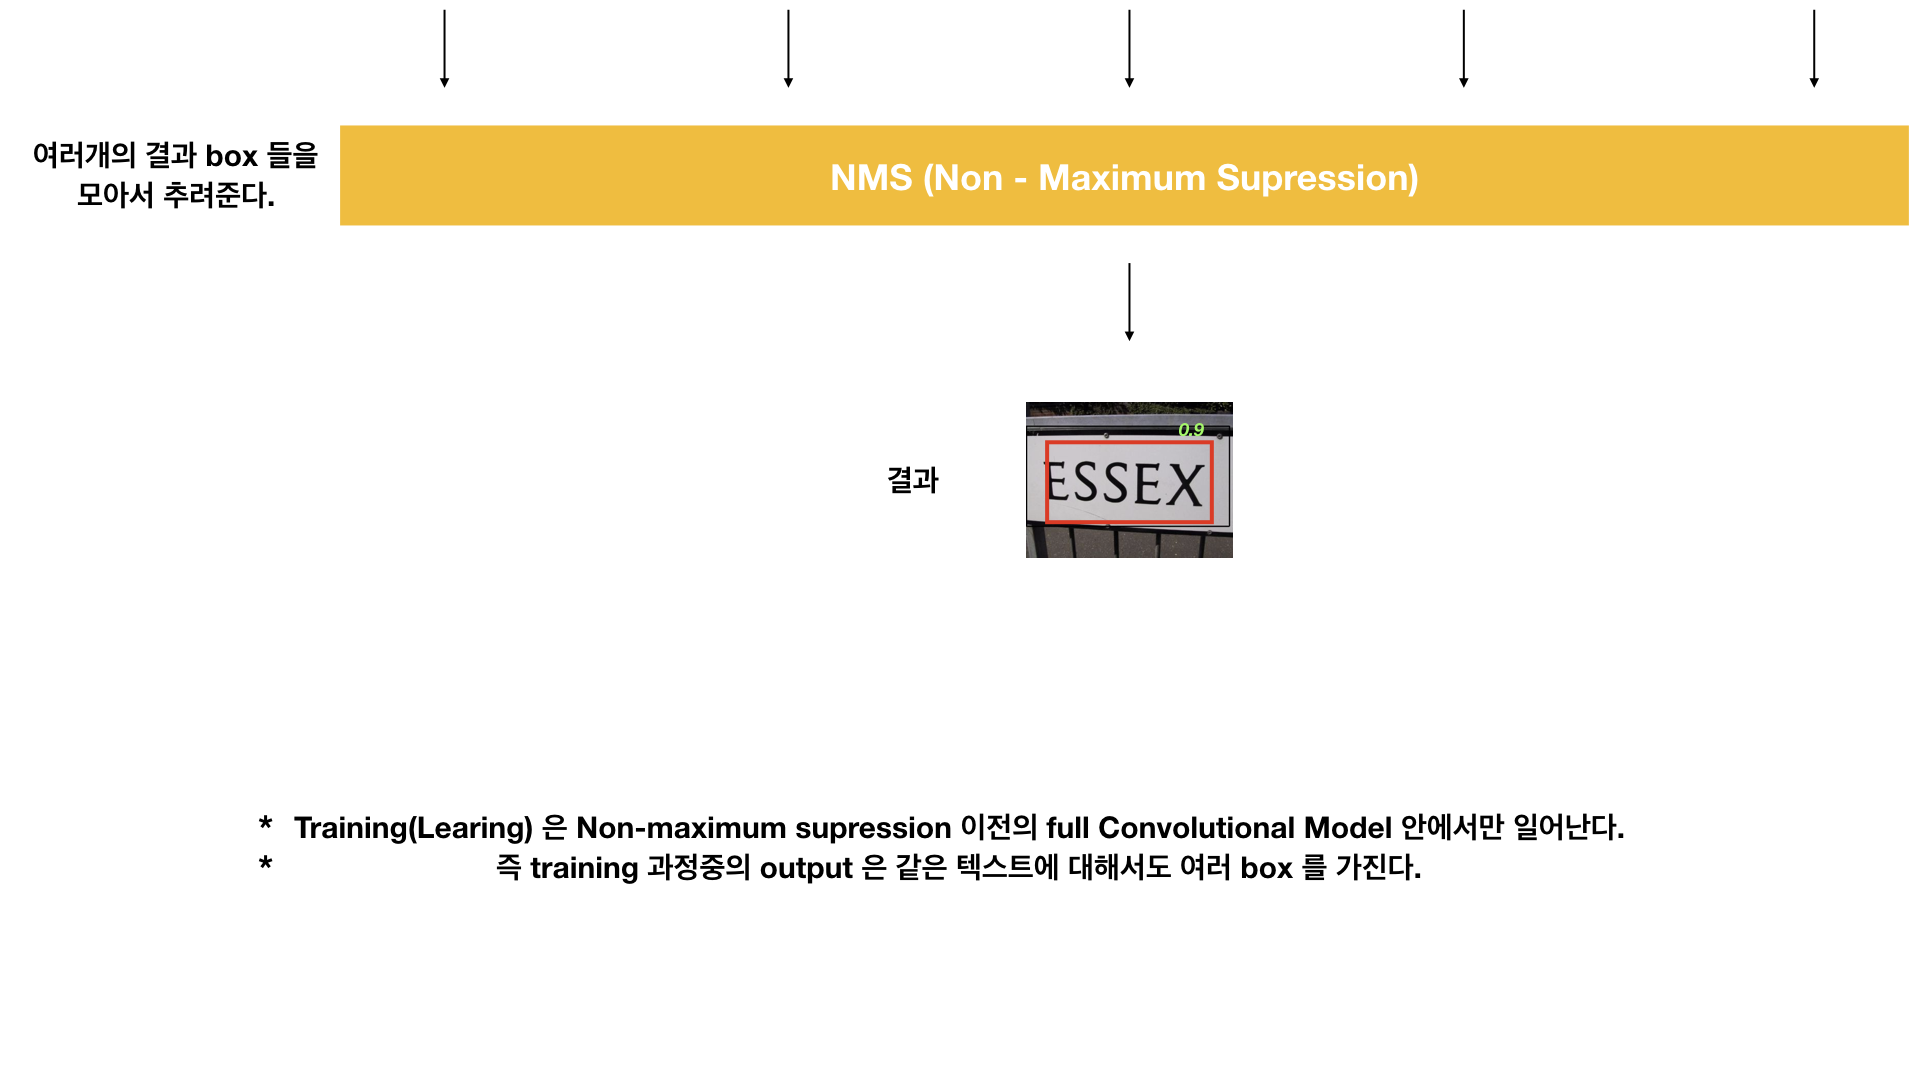 여러개의 결과 box 들을
모아서 추려준다.
NMS (Non - Maximum Supression)
결과
0.9
ESSEX
* Training(Learing) 은 Non-maximum supression 이전의 full Convolutional Model 안에서만 일어난다.
* 즉 training 과정중의 output 은 같은 텍스트에 대해서도 여러 box 를 가진다.